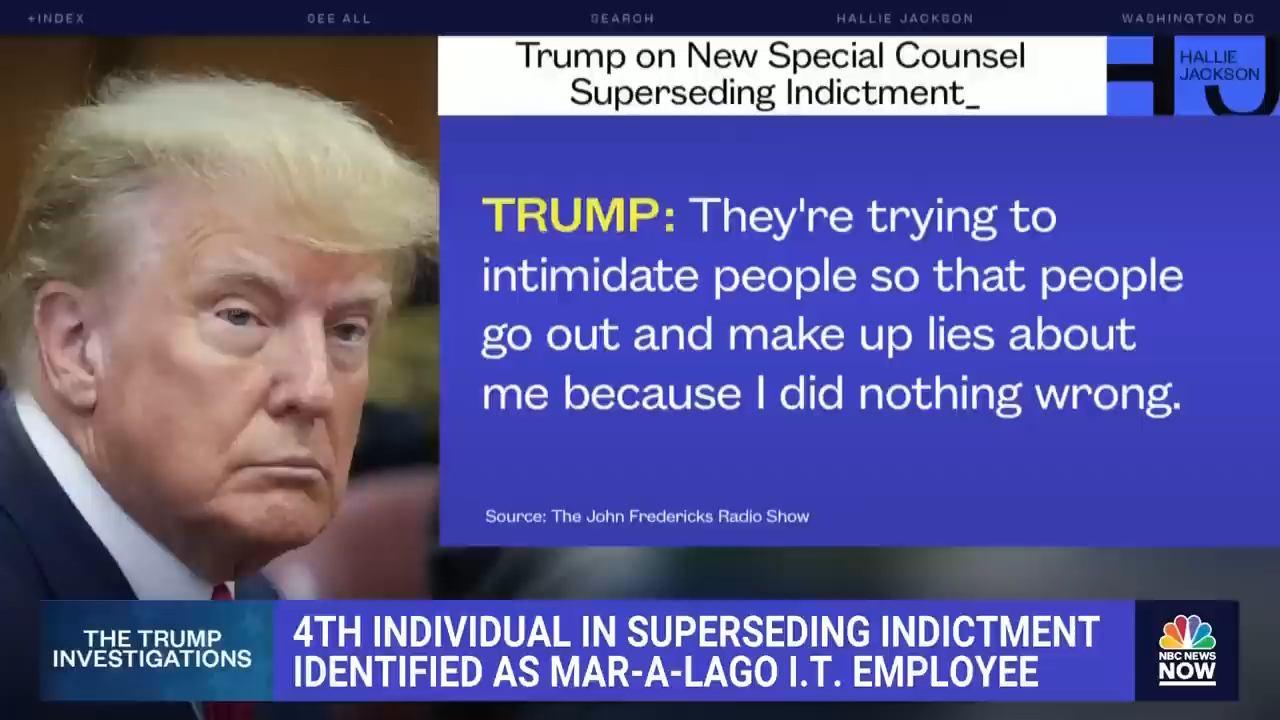 +INDEX
SEE ALL
SEARCH
HALLIE JACKSON
WASHINGTON DC
Trump on New Special Counsel
Superseding Indictment_
HALLIE
JACKSON
TRUMP: They're trying to
intimidate people so that people
go out and make up lies about
me because I did nothing wrong.
Source: The John Fredericks Radio Show
THE TRUMP
INVESTIGATIONS
4TH INDIVIDUAL IN SUPERSEDING INDICTMENT
IDENTIFIED AS MAR-A-LAGO I.T. EMPLOYEE
NBC NEWS
NOW